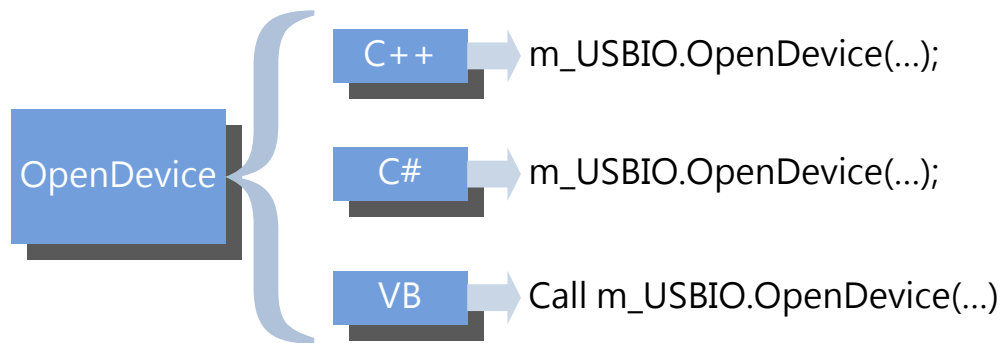 C++ m_USBIO.OpenDevice(...);
OpenDevice C# m_USBIO.OpenDevice(...);
VB Call m_USBIO.OpenDevice(...)